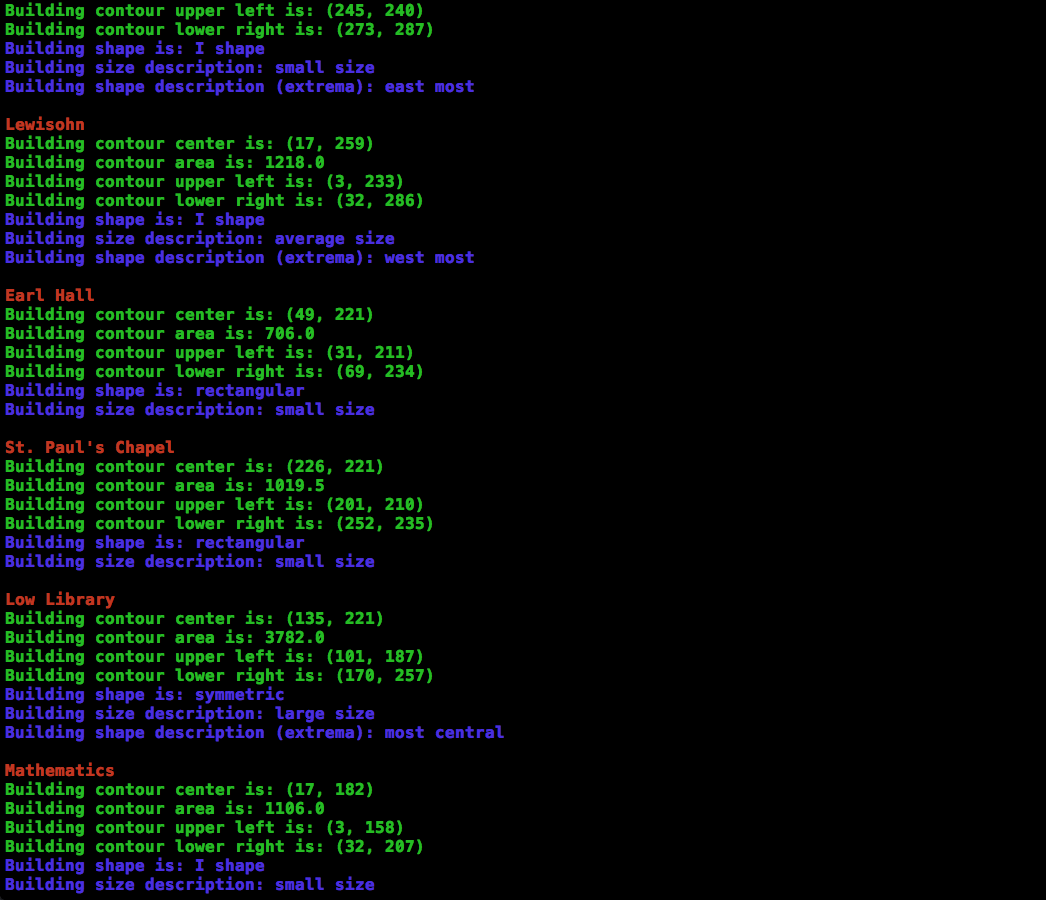 Building contour upper left is: (245, 240)
Building contour lower right is: (273, 287)
Building shape is: I shape
Building size description: small size
Building shape description (extrema): east most
Lewisohn
Building contour center is: (17, 259)
Building contour area is: 1218.0
Building contour upper left is: (3, 233)
Building contour lower right is: (32, 286)
Building shape is: I shape
Building size description: average size
Building shape description (extrema): west most
Earl Hall
Building contour center is: (49, 221)
Building contour area is: 706.0
Building contour upper left is: (31, 211)
Building contour lower right is: (69, 234)
Building shape is: rectangular
Building size description: small size
St. Paul's Chapel
Building contour center is: (226, 221)
Building contour area is: 1019.5
Building contour upper left is: (201, 210)
Building contour lower right is: (252, 235)
Building shape is: rectangular
Building size description: small size
Low Library
Building contour center is: (135, 221)
Building contour area is: 3782.0
Building contour upper left is: (101, 187)
Building contour lower right is: (170, 257)
Building shape is: symmetric
Building size description: large size
Building shape description (extrema): most central
Mathematics
Building contour center is: (17, 182)
Building contour area is: 1106.0
Building contour upper left is: (3, 158)
Building contour lower right is: (32, 207)
Building shape is: I shape
Building size description: small size